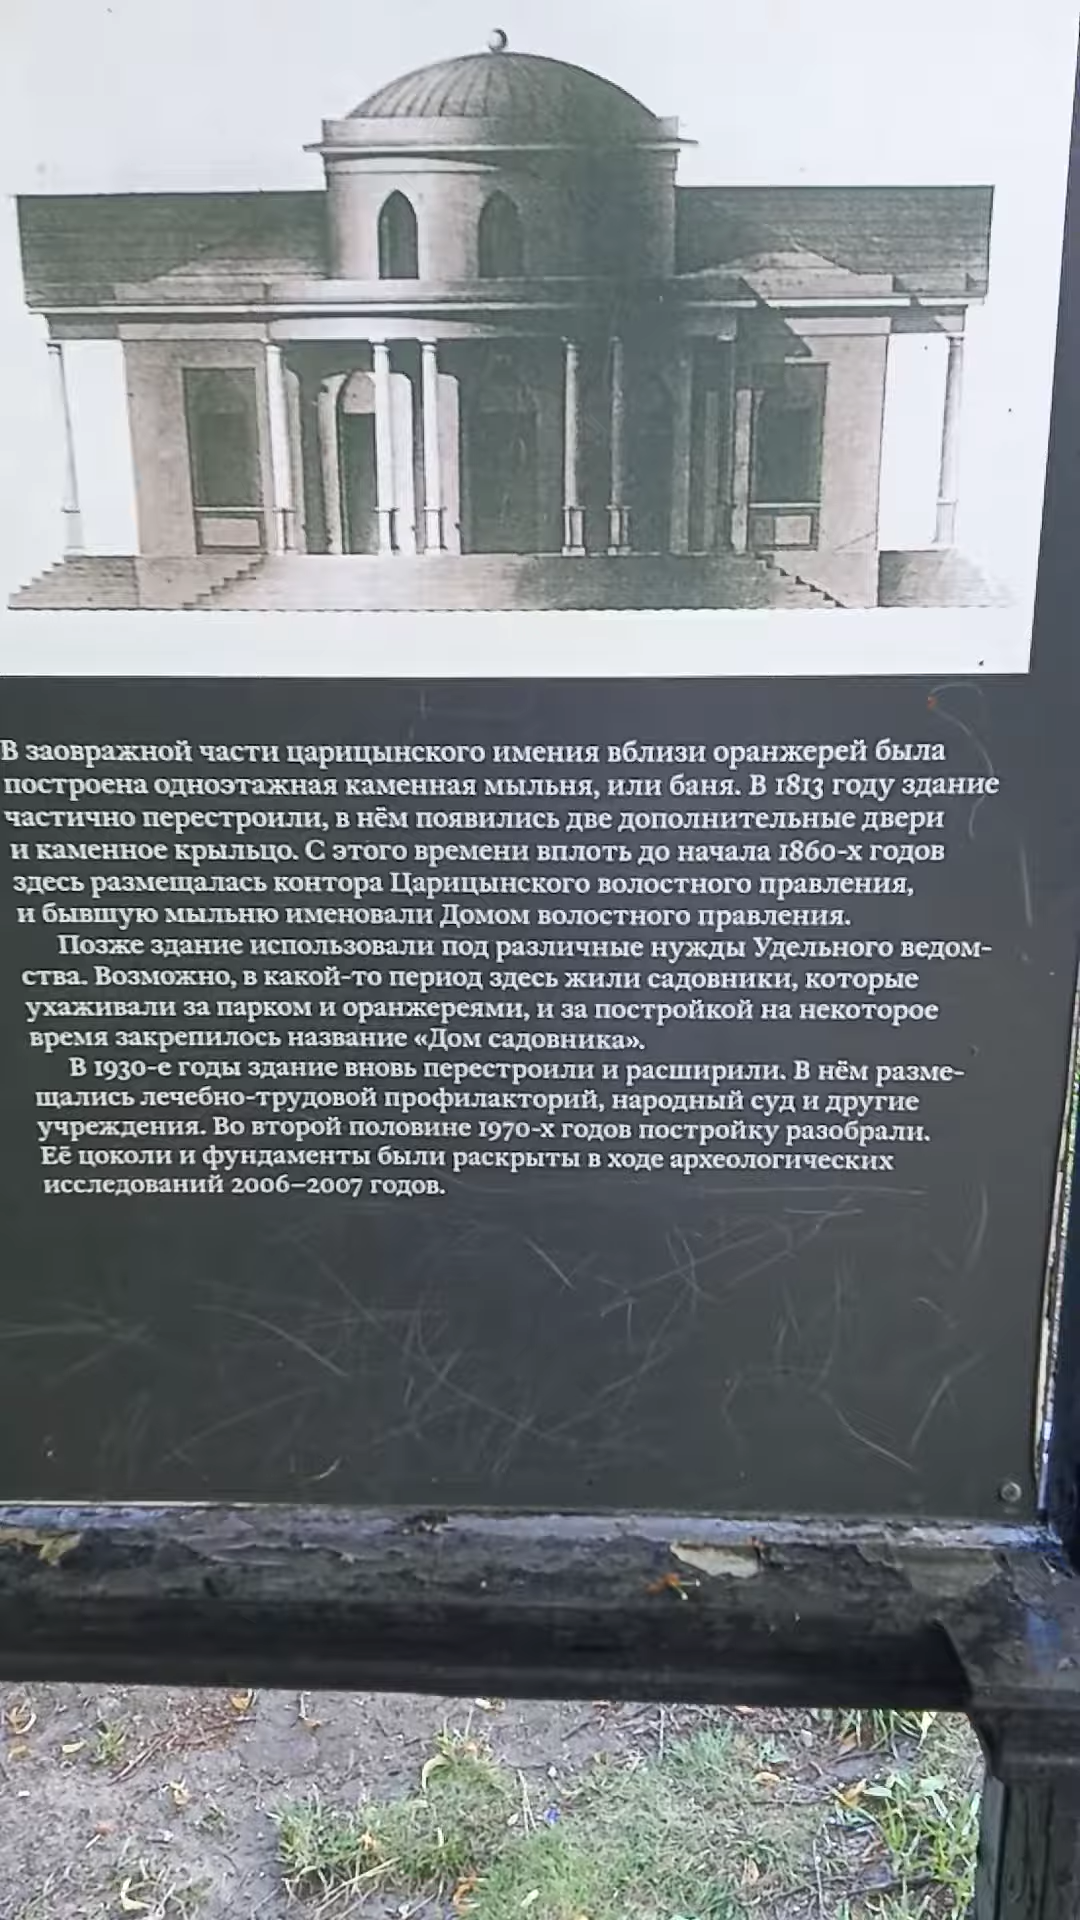 В заовражной части царицынского имения вблизи оранжерей была
построена одноэтажная каменная мыльня, или баня. В 1813 году здание
частично перестроили, в нём появились две дополнительные двери
и каменное крыльцо. С этого времени вплоть до начала 1860-х годов
здесь размещалась контора Царицынского волостного правления,
и бывшую мыльню именовали Домом волостного правления.
Позже здание использовали под различные нужды Удельного ведом-
ства. Возможно, в какой-то период здесь жили садовники, которые
ухаживали за парком и оранжереями, и за постройкой на некоторое
время закрепилось название «Дом садовника».
В 1930-е годы здание вновь перестроили и расширили. В нём разме-
щались лечебно-трудовой профилакторий, народный суд и другие
учреждения. Во второй половине 1970-х годов постройку разобрали.
Её цоколи и фундаменты были раскрыты в ходе археологических
исследований 2006–2007 годов.